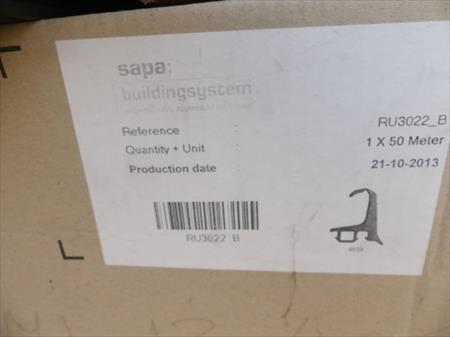 sapa:
buildingsystem
Reference : RU3022_B
Quantity + Unit : 1 X 50 Meter
Production date : 21-10-2013
RU3022_B